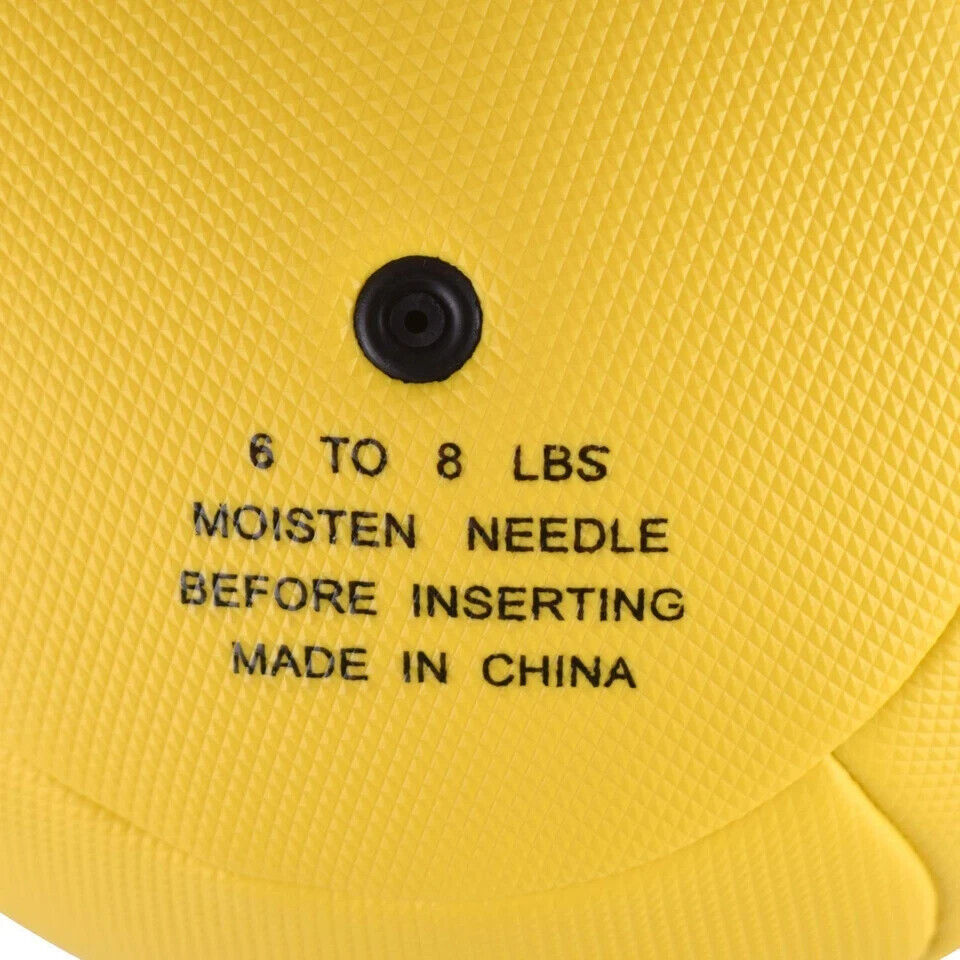 6 TO 8 LBS
MOISTEN NEEDLE
BEFORE INSERTING
MADE IN CHINA